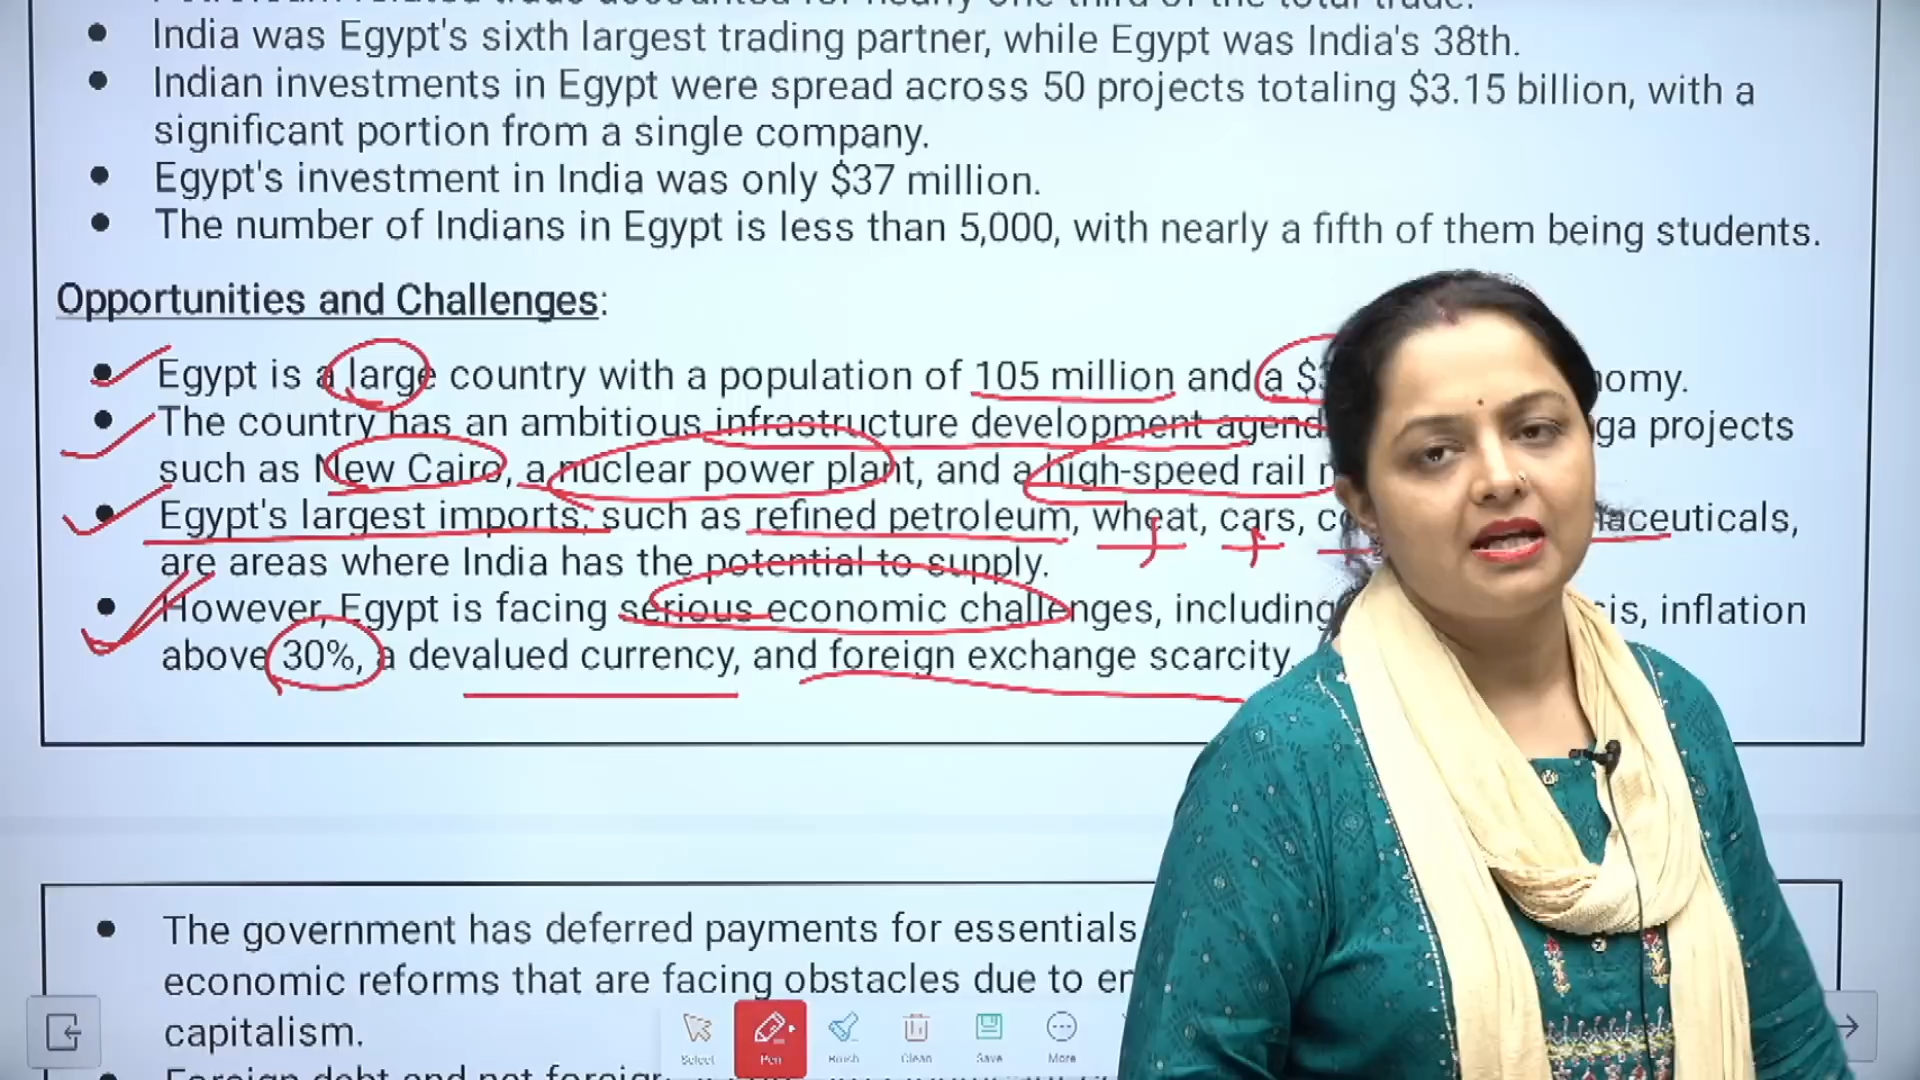 India was Egypt's sixth largest trading partner, while Egypt was India's 38th.
Indian investments in Egypt were spread across 50 projects totaling $3.15 billion, with a
significant portion from a single company.
Egypt's investment in India was only $37 million.
The number of Indians in Egypt is less than 5,000, with nearly a fifth of them being students.
Opportunities and Challenges:
Egypt is a large country with a population of 105 million and a
The country has an ambitious infrastructure development projects
such as New Cairo, a nuclear power plant, and a high-speed rail
Egypt's largest imports, such as refined petroleum, wheat, cars,
are areas where India has the potential to supply.
However, Egypt is facing serious economic challenges, including inflation
above 30%, a devalued currency, and foreign exchange scarcity.
The government has deferred payments for essentials
economic reforms that are facing obstacles due to
capitalism.
Select Pen Brush Clean Save More